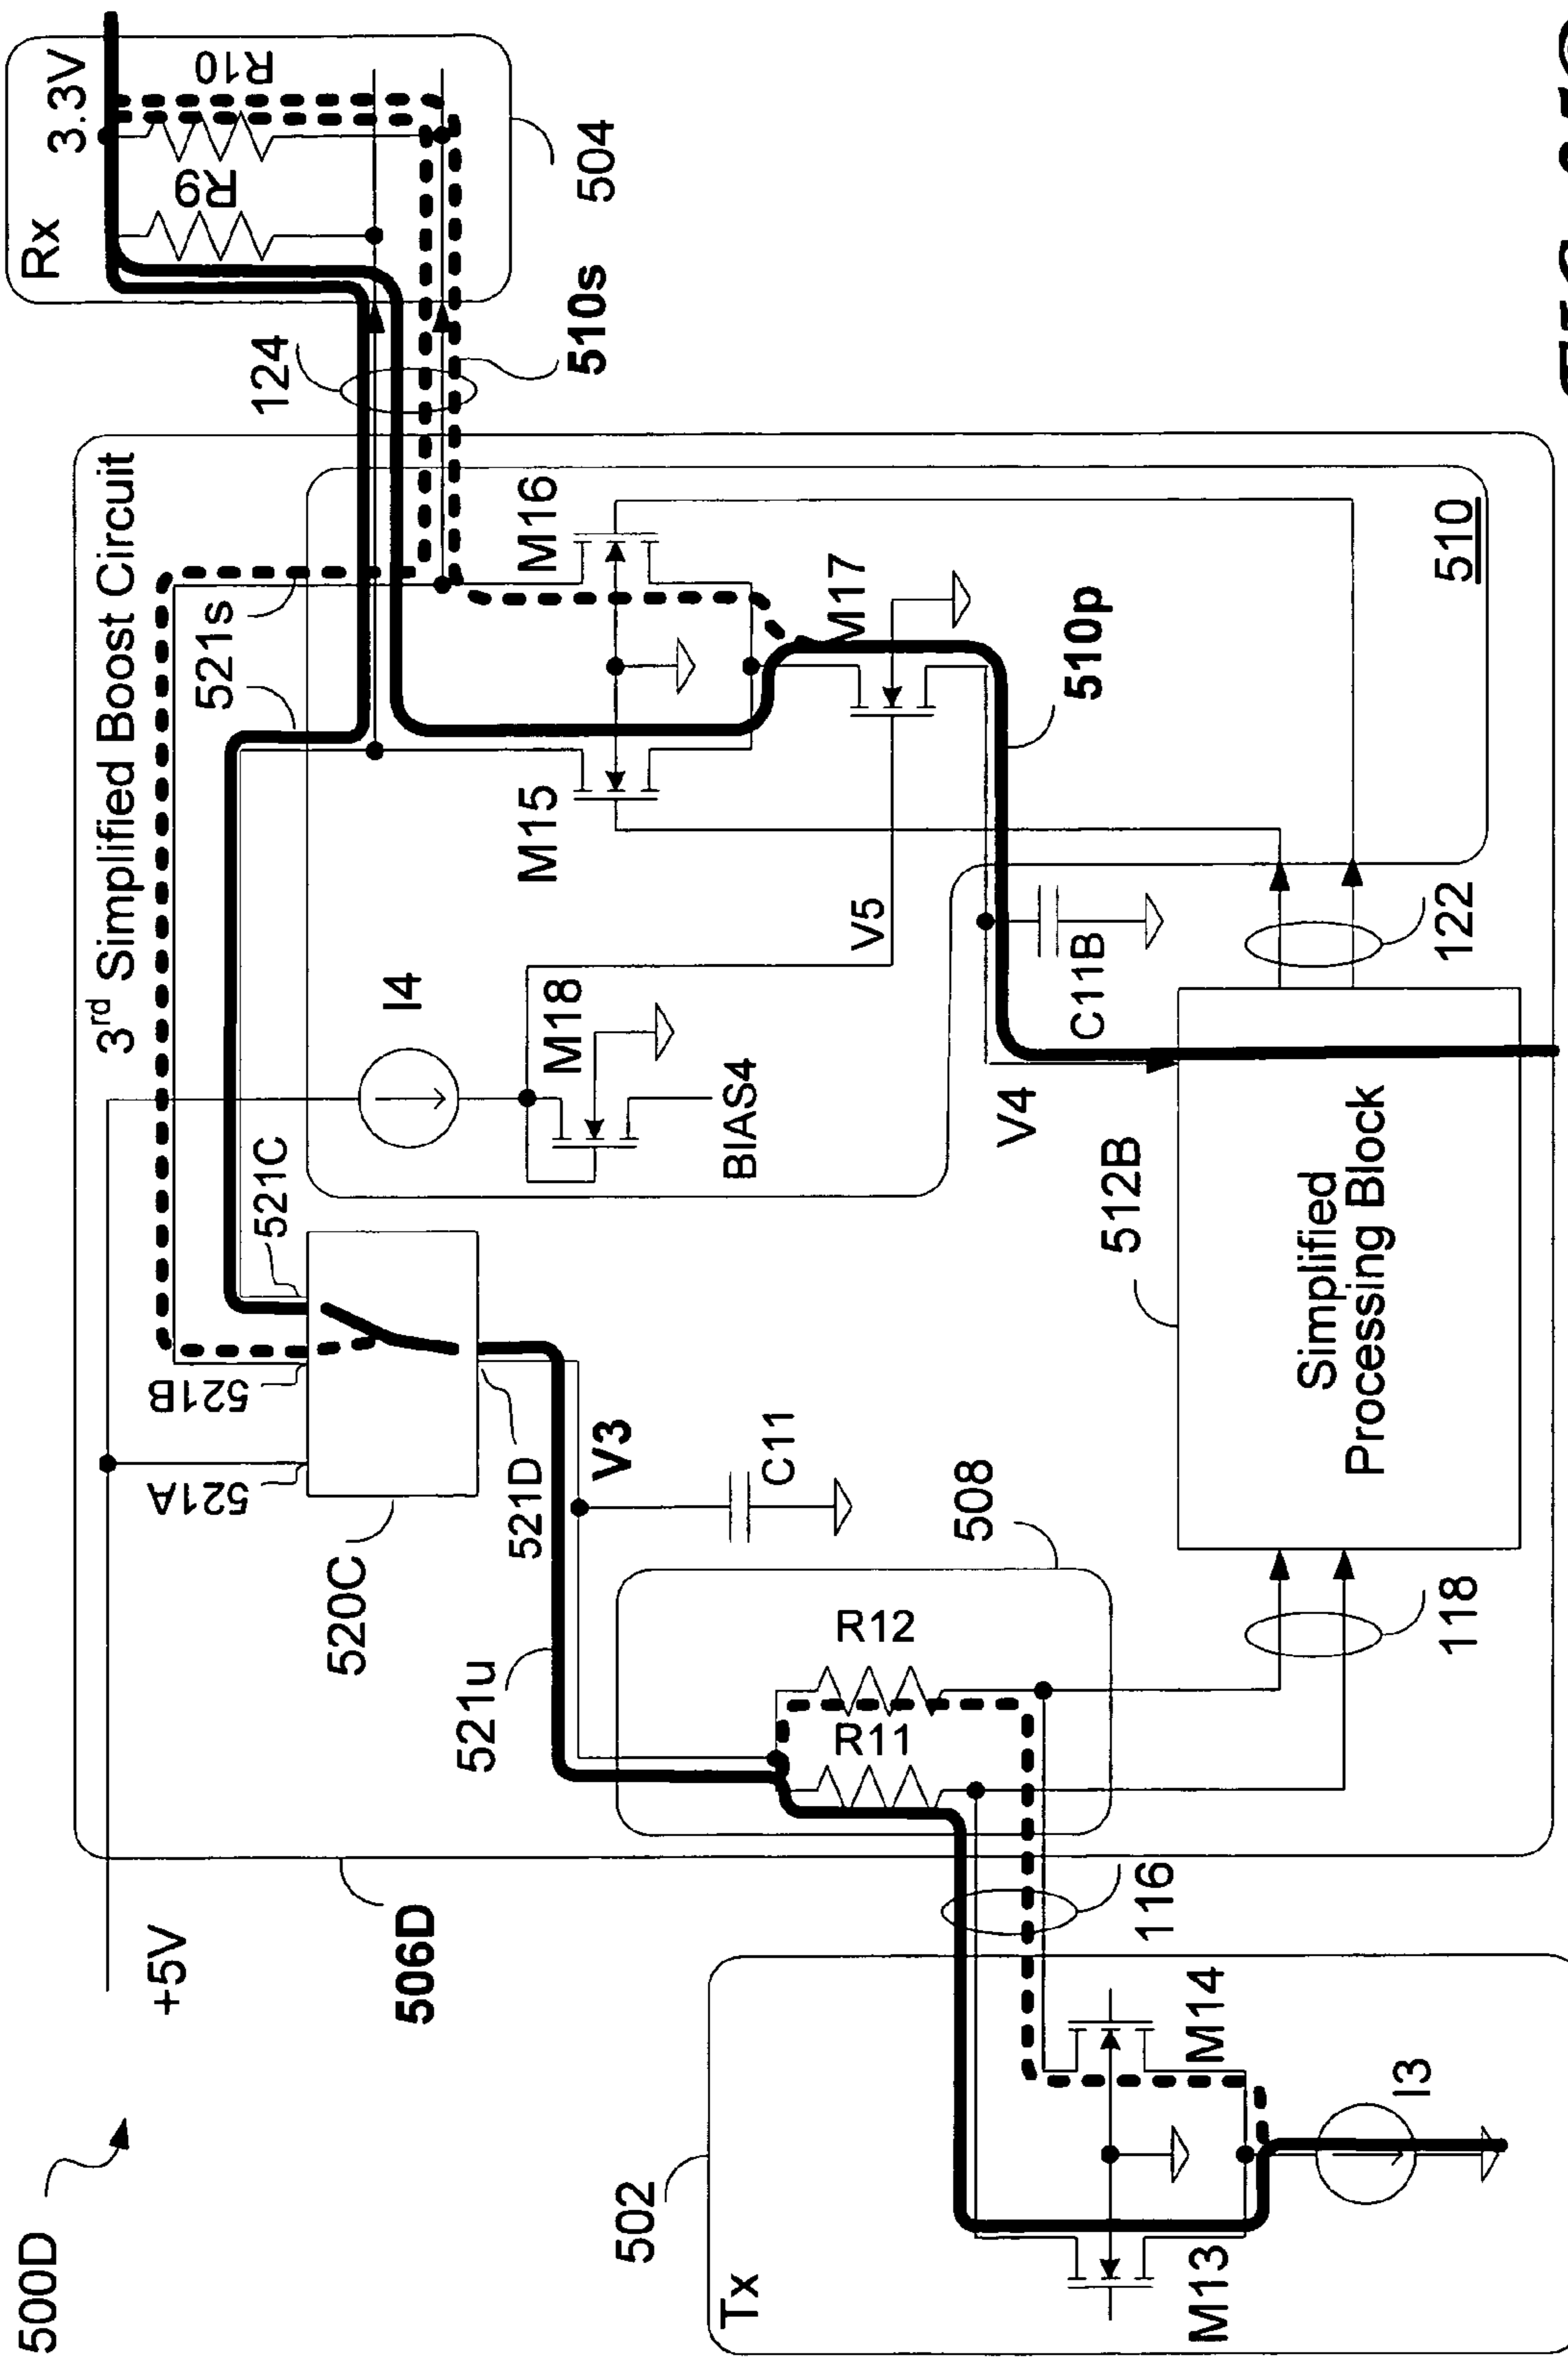 500D
+5V
506D
3rd Simplified Boost Circuit
Rx
3.3V
R9
R10
504
124
510s
521s
521C
521B
521A
520C
521D
521u
V3
C11
I4
M18
BIAS4
V5
M15
M16
M17
510p
510
V4
C11B
122
512B
Simplified
Processing Block
118
508
R12
R11
116
502
Tx
M13
M14
I3